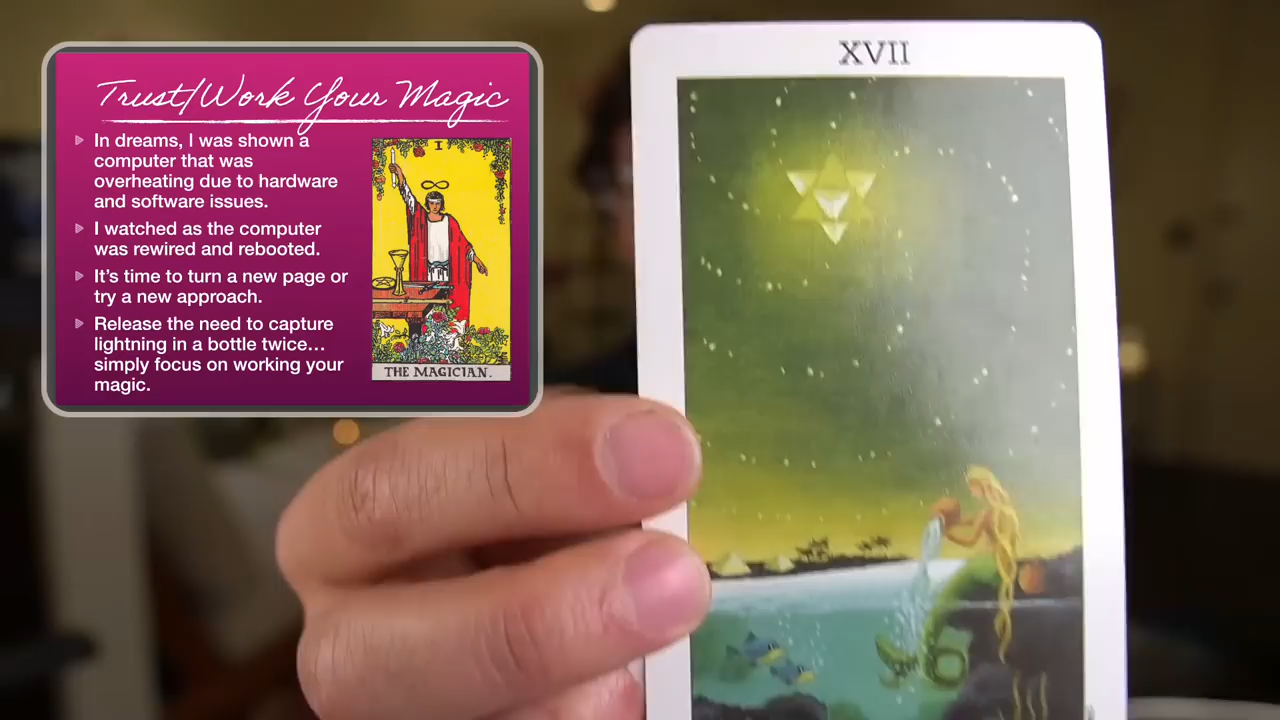 Trust/Work Your Magic
In dreams, I was shown a
computer that was
overheating due to hardware
and software issues.
I watched as the computer
was rewired and rebooted.
It's time to turn a new page or
try a new approach.
Release the need to capture
lightning in a bottle twice...
simply focus on working your
magic.
I
THE MAGICIAN.
XVII